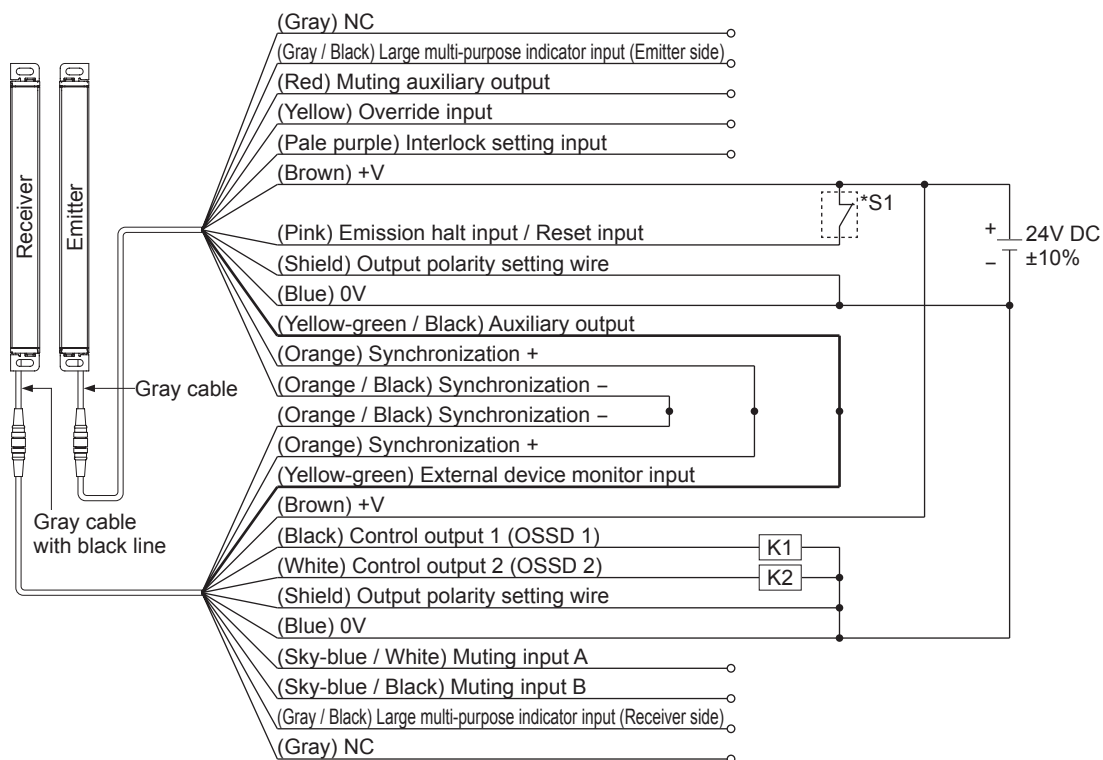 (Gray) NC
(Gray / Black) Large multi-purpose indicator input (Emitter side)
(Red) Muting auxiliary output
(Yellow) Override input
(Pale purple) Interlock setting input
(Brown) +V
*S1
(Pink) Emission halt input / Reset input
+
24V DC
−
±10%
(Shield) Output polarity setting wire
(Blue) 0V
(Yellow-green / Black) Auxiliary output
(Orange) Synchronization +
(Orange / Black) Synchronization −
Receiver
Emitter
Gray cable
Gray cable
with black line
(Orange / Black) Synchronization −
(Orange) Synchronization +
(Yellow-green) External device monitor input
(Brown) +V
(Black) Control output 1 (OSSD 1)
K1
(White) Control output 2 (OSSD 2)
K2
(Shield) Output polarity setting wire
(Blue) 0V
(Sky-blue / White) Muting input A
(Sky-blue / Black) Muting input B
(Gray / Black) Large multi-purpose indicator input (Receiver side)
(Gray) NC